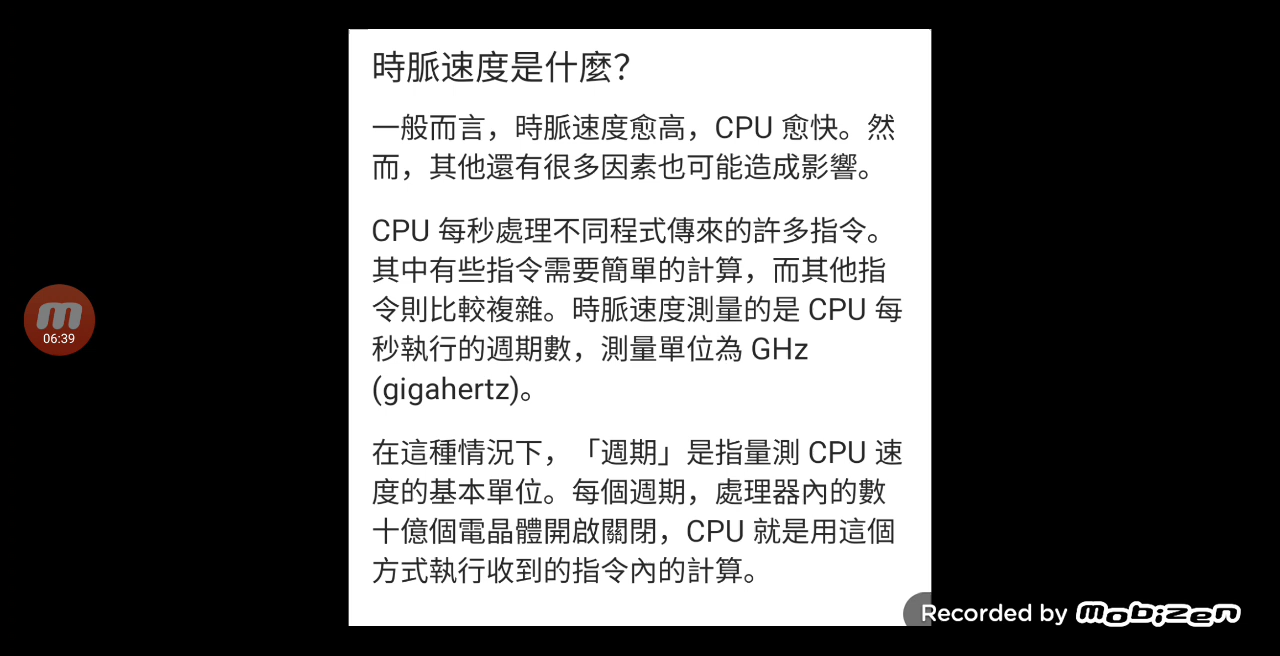 時脈速度是什麼?
一般而言，時脈速度愈高，CPU 愈快。然
而，其他還有很多因素也可能造成影響。
CPU 每秒處理不同程式傳來的許多指令。
其中有些指令需要簡單的計算，而其他指
令則比較複雜。時脈速度測量的是 CPU 每
秒執行的週期數，測量單位為 GHz
(gigahertz)。
在這種情況下，「週期」是指量測 CPU 速
度的基本單位。每個週期，處理器內的數
十億個電晶體開啟關閉，CPU 就是用這個
方式執行收到的指令內的計算。
m
06:39
Recorded by mobizen